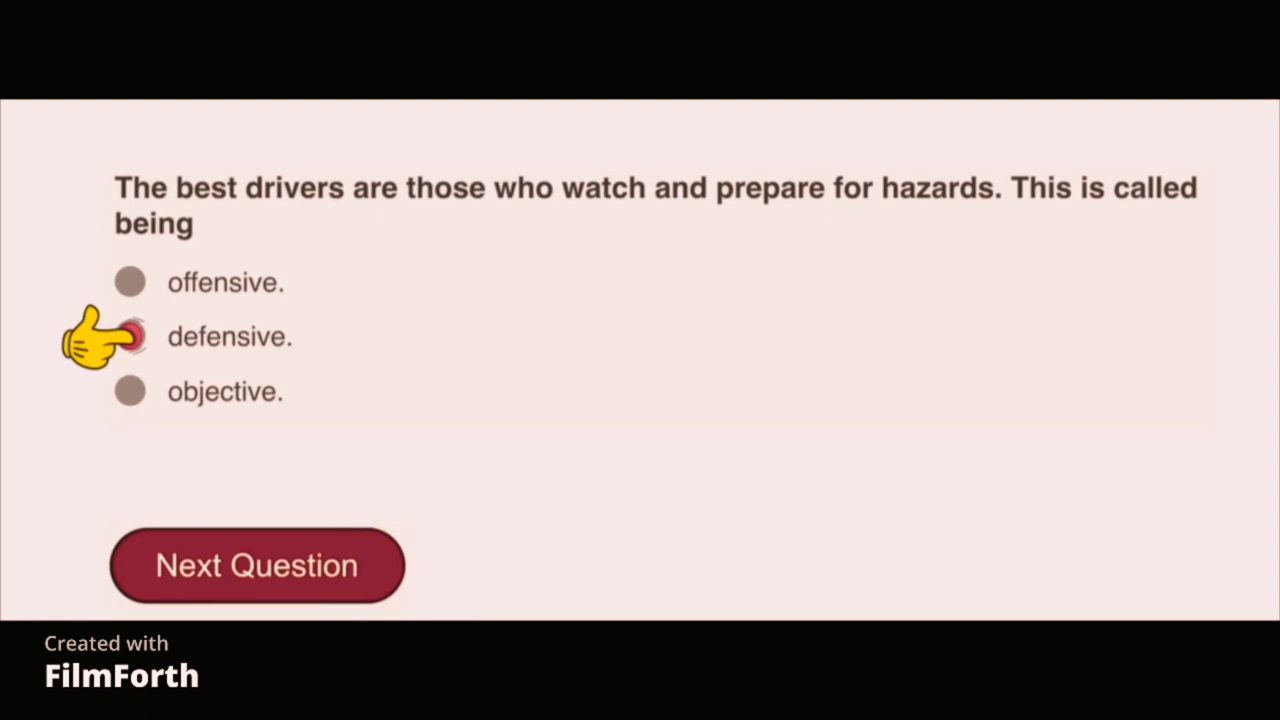 The best drivers are those who watch and prepare for hazards. This is called
being
offensive.
defensive.
objective.
Next Question
Created with
FilmForth